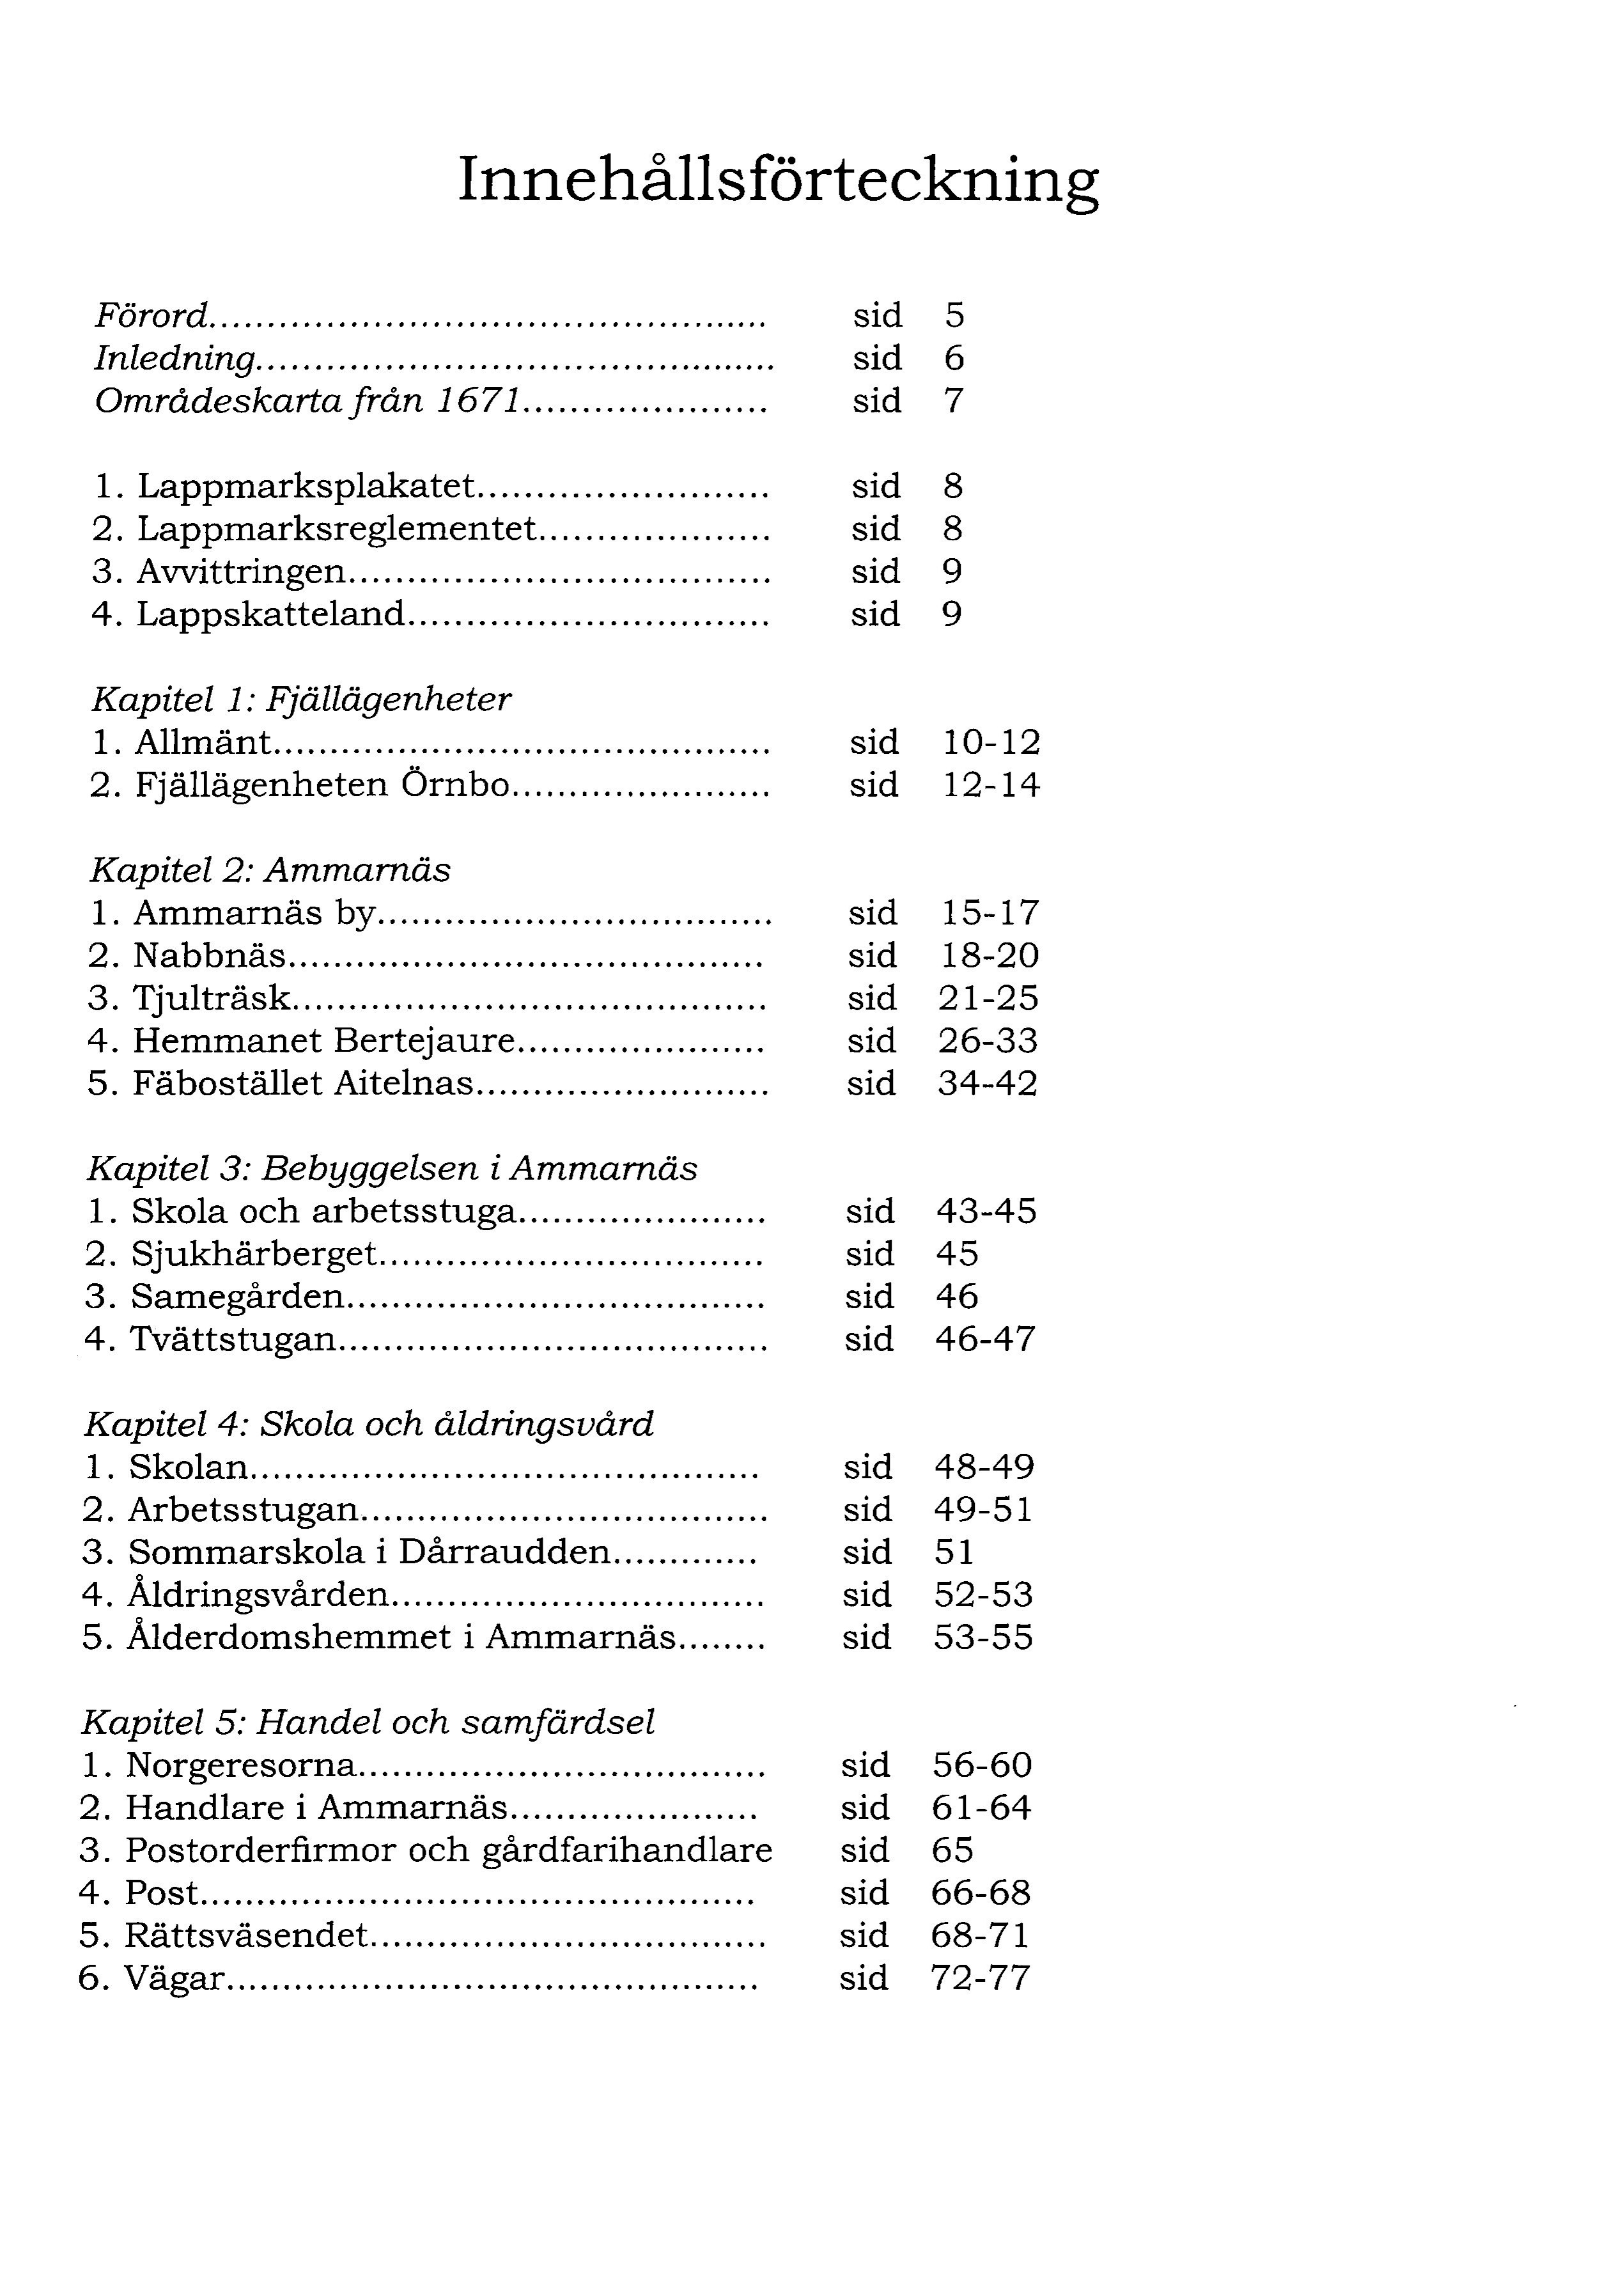 Innehållsförteckning
Förord............................................... sid 5
Inledning............................................ sid 6
Områdeskarta från 1671..................... sid 7
1. Lappmarksplakatet......................... sid 8
2. Lappmarksreglementet.................... sid 8
3. Avvittringen.................................... sid 9
4. Lappskatteland............................... sid 9
Kapitel 1: Fjällägenheter
1. Allmänt.......................................... sid 10-12
2. Fjällägenheten Örnbo...................... sid 12-14
Kapitel 2: Ammarnäs
1. Ammarnäs by.................................. sid 15-17
2. Nabbnäs........................................ sid 18-20
3. Tjulträsk........................................ sid 21-25
4. Hemmanet Bertejaure..................... sid 26-33
5. Fäbostället Aitelnas......................... sid 34-42
Kapitel 3: Bebyggelsen i Ammarnäs
1. Skola och arbetsstuga..................... sid 43-45
2. Sjukhärberget................................. sid 45
3. Samegården.................................... sid 46
4. Tvättstugan..................................... sid 46-47
Kapitel 4: Skola och åldringsvård
1. Skolan........................................... sid 48-49
2. Arbetsstugan................................... sid 49-51
3. Sommarskola i Dårraudden............. sid 51
4. Åldringsvården................................ sid 52-53
5. Ålderdomshemmet i Ammarnäs........ sid 53-55
Kapitel 5: Handel och samfärdsel
1. Norgeresorna................................... sid 56-60
2. Handlare i Ammarnäs..................... sid 61-64
3. Postorderfirmor och gårdfarihandlare sid 65
4. Post............................................... sid 66-68
5. Rättsväsendet.................................. sid 68-71
6. Vägar............................................. sid 72-77